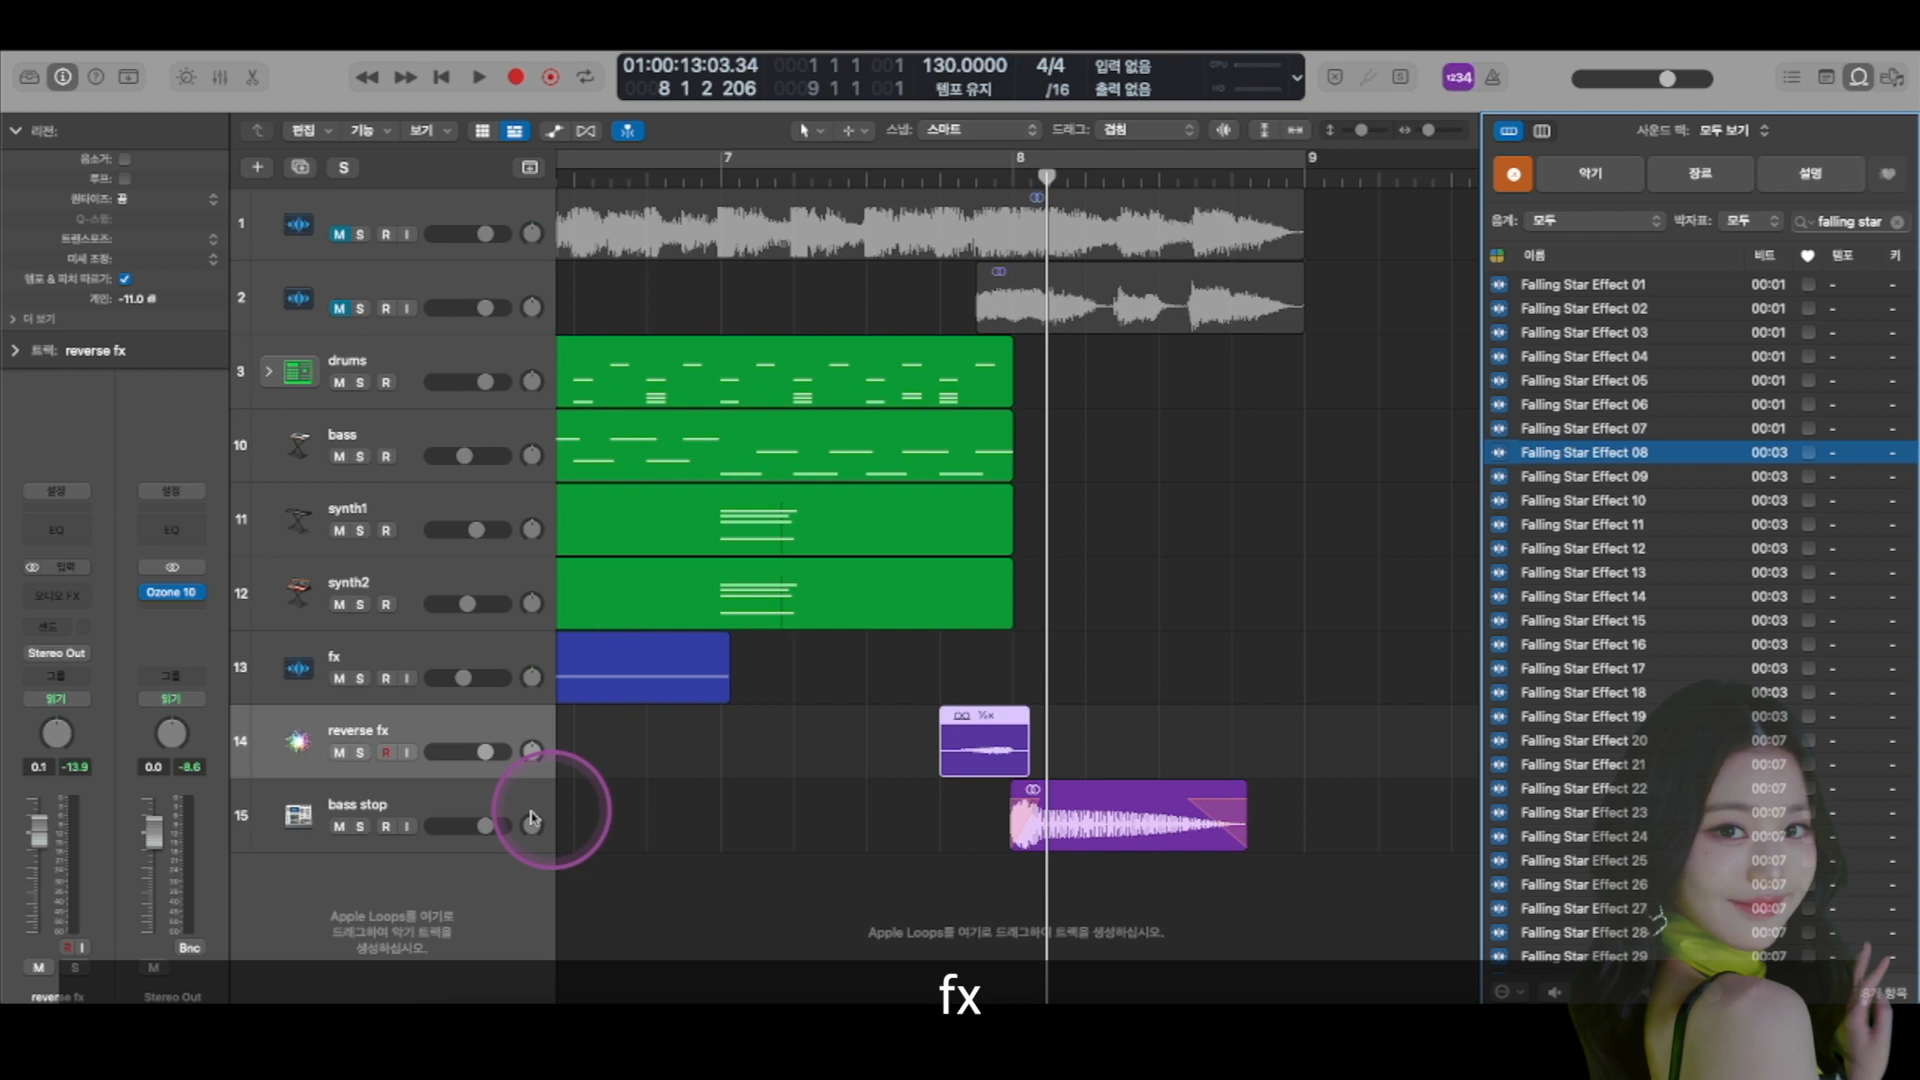 01:00:13:03.34
0001 1 1 001
130.0000
4/4
입력 없음
CPU
0008 1 2 206
0009 1 1 001
템포 유지
/16
출력 없음
HD
1234
리전:
편집
기능
보기
스냅: 스마트
드래그: 겹침
사운드 팩: 모두 보기
음소거:
루프:
퀀타이즈: 끔
Q-스윙:
트랜스포즈:
미세 조정:
템포 & 피치 따르기:
게인: -11.0 dB
더 보기
트랙: reverse fx
S
7
8
9
악기
장르
설명
음계: 모두
박자표: 모두
falling star
이름
비트
템포
키
1
M S R I
2
M S R I
3
drums
M S R
10
bass
M S R
11
synth1
M S R
12
synth2
M S R
13
fx
M S R I
14
reverse fx
M S R I
15
bass stop
M S R I
설정
설정
EQ
EQ
입력
오디오 FX
Ozone 10
센드
Stereo Out
그룹
그룹
읽기
읽기
0.1 -13.9
0.0 -8.6
R I
Bnc
M S
M
reverse fx
Stereo Out
Apple Loops를 여기로
드래그하여 악기 트랙을
생성하십시오.
Apple Loops를 여기로 드래그하여 트랙을 생성하십시오.
Falling Star Effect 01 00:01 - -
Falling Star Effect 02 00:01 - -
Falling Star Effect 03 00:01 - -
Falling Star Effect 04 00:01 - -
Falling Star Effect 05 00:01 - -
Falling Star Effect 06 00:01 - -
Falling Star Effect 07 00:01 - -
Falling Star Effect 08 00:03 - -
Falling Star Effect 09 00:03 - -
Falling Star Effect 10 00:03 - -
Falling Star Effect 11 00:03 - -
Falling Star Effect 12 00:03 - -
Falling Star Effect 13 00:03 - -
Falling Star Effect 14 00:03 - -
Falling Star Effect 15 00:03 - -
Falling Star Effect 16 00:03 - -
Falling Star Effect 17 00:03 - -
Falling Star Effect 18 00:03 - -
Falling Star Effect 19 00:03 - -
Falling Star Effect 20 00:07 - -
Falling Star Effect 21 00:07 - -
Falling Star Effect 22 00:07 - -
Falling Star Effect 23 00:07 - -
Falling Star Effect 24 00:07 - -
Falling Star Effect 25 00:07 - -
Falling Star Effect 26 00:07 - -
Falling Star Effect 27 00:07 - -
Falling Star Effect 28 00:07 - -
Falling Star Effect 29 00:07 - -
항목
fx